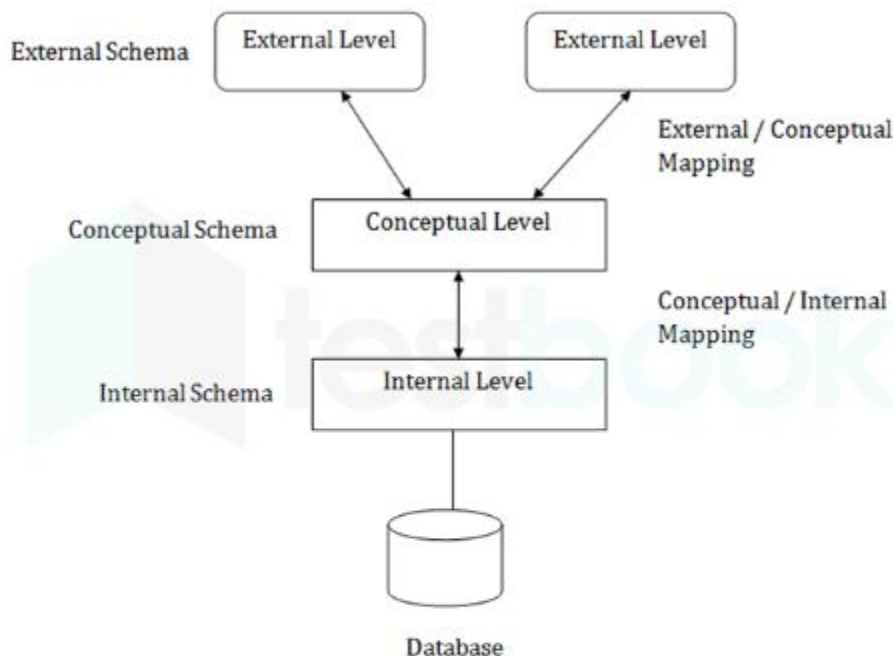 External Level
External Level
External Schema
External / Conceptual
Mapping
Conceptual Level
Conceptual Schema
Conceptual / Internal
Mapping
Internal Level
Internal Schema
testbook
Database